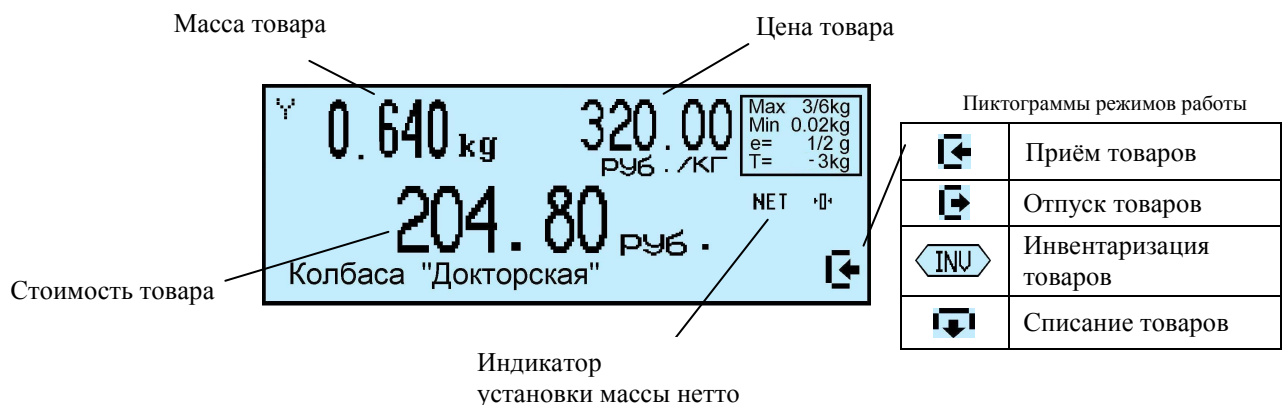 Масса товара
Цена товара
0.640 kg
320.00
руб./кг
Max 3/6kg
Min 0.02kg
e= 1/2 g
T= - 3kg
204.80 руб.
NET
Колбаса "Докторская"
Стоимость товара
Индикатор
установки массы нетто
Пиктограммы режимов работы
Приём товаров
Отпуск товаров
INV
Инвентаризация
товаров
Списание товаров